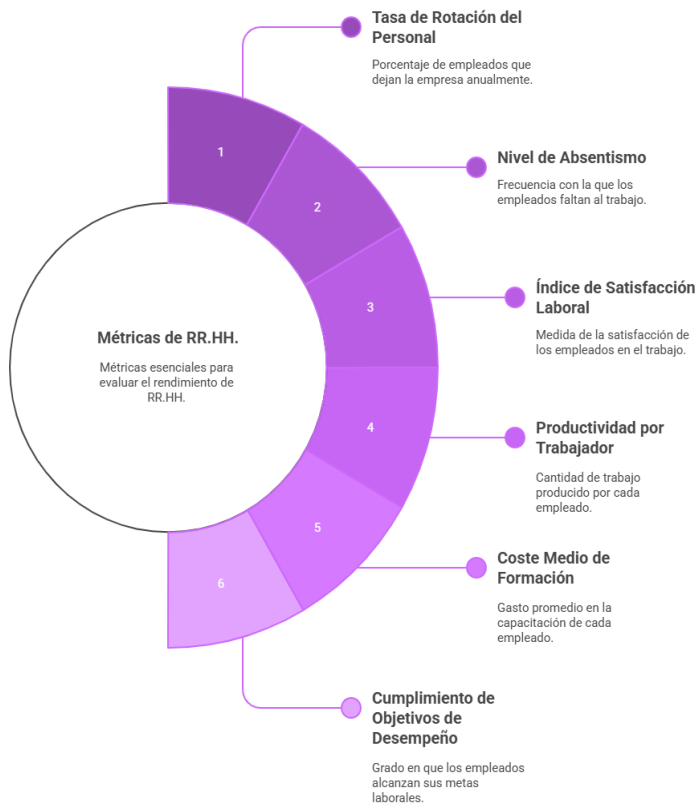 Tasa de Rotación del
Personal
Porcentaje de empleados que
dejan la empresa anualmente.
1
Nivel de Absentismo
Frecuencia con la que los
empleados faltan al trabajo.
2
Índice de Satisfacción
Laboral
Medida de la satisfacción de
los empleados en el trabajo.
3
Métricas de RR.HH.
Métricas esenciales para
evaluar el rendimiento de
RR.HH.
4
Productividad por
Trabajador
Cantidad de trabajo
producido por cada
empleado.
5
Coste Medio de
Formación
Gasto promedio en la
capacitación de cada
empleado.
6
Cumplimiento de
Objetivos de
Desempeño
Grado en que los empleados
alcanzan sus metas
laborales.